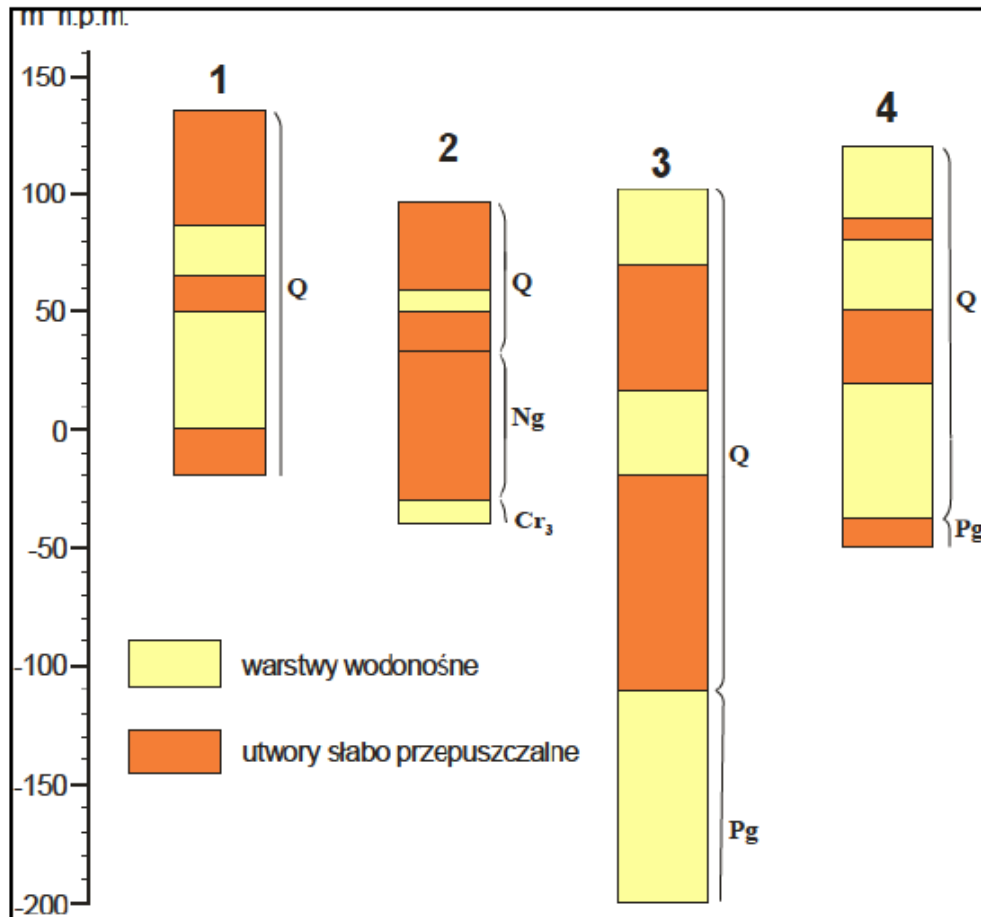 m n.p.m.
150
100
50
0
-50
-100
-150
-200
1
Q
2
Q
Ng
Cr₃
3
Q
Pg
4
Q
Pg
warstwy wodonośne
utwory słabo przepuszczalne